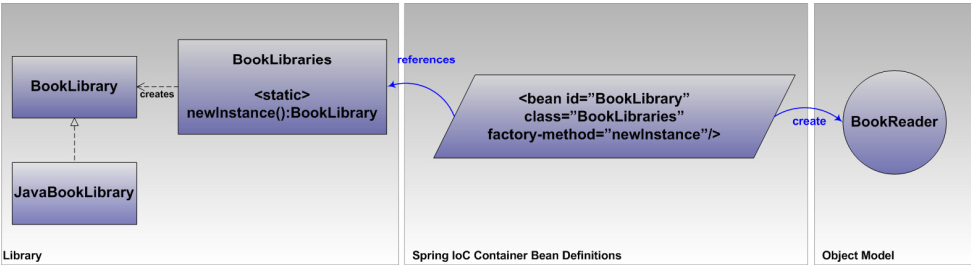 BookLibrary
JavaBookLibrary
creates
BookLibraries
<static>
newInstance():BookLibrary
Library
references
<bean id=”BookLibrary”
class=”BookLibraries”
factory-method=”newInstance”/>
Spring IoC Container Bean Definitions
create
BookReader
Object Model